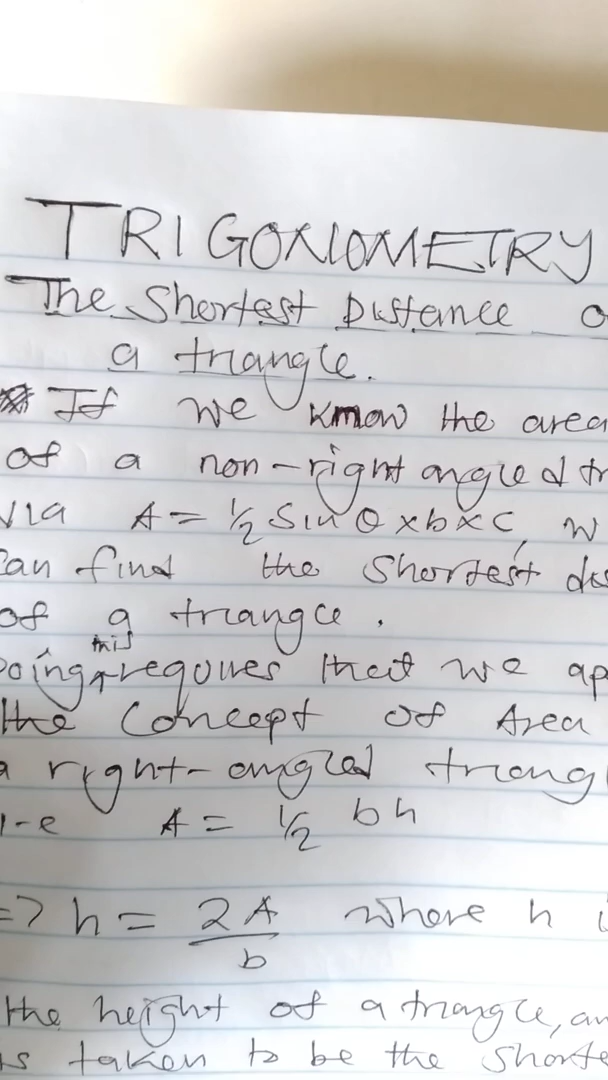 TRIGONOMETRY
The Shortest Distance o
a triangle.
If we know the area
of a non-right angled tr
via A = 1/2 Sin θ x b x c, w
Can find the Shortest dis
of a triangle.
Doing this requires that we ap
the Concept of Area
a right-angled triangl
i-e A = 1/2 bh
=> h = 2A/b where h i
the height of a triangle, an
is taken to be the shorte